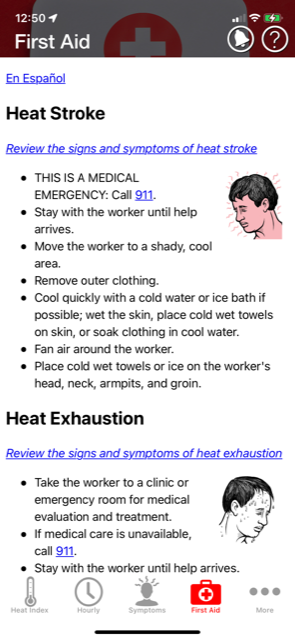 12:50
First Aid
En Español
Heat Stroke
Review the signs and symptoms of heat stroke
• THIS IS A MEDICAL
EMERGENCY: Call 911.
• Stay with the worker until help
arrives.
• Move the worker to a shady, cool
area.
• Remove outer clothing.
• Cool quickly with a cold water or ice bath if
possible; wet the skin, place cold wet towels
on skin, or soak clothing in cool water.
• Fan air around the worker.
• Place cold wet towels or ice on the worker's
head, neck, armpits, and groin.
Heat Exhaustion
Review the signs and symptoms of heat exhaustion
• Take the worker to a clinic or
emergency room for medical
evaluation and treatment.
• If medical care is unavailable,
call 911.
• Stay with the worker until help arrives.
Heat Index
Hourly
Symptoms
First Aid
More